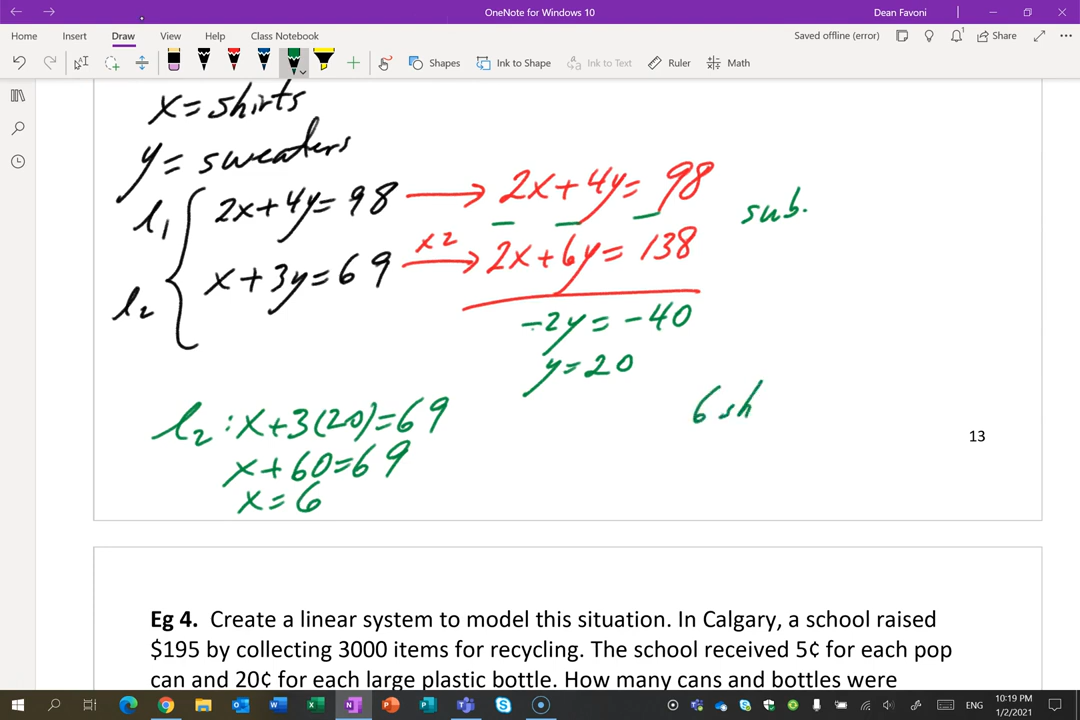 OneNote for Windows 10
Dean Favoni
Home Insert Draw View Help Class Notebook
Saved offline (error)
Share
Shapes
Ink to Shape
Ink to Text
Ruler
Math
x = shirts
y = sweaters
l₁ 2x + 4y = 98 → 2x + 4y = 98
sub.
l₂ x + 3y = 69 x2 → 2x + 6y = 138
-2y = -40
y = 20
6 sh
l₂ : x + 3(20) = 69
x + 60 = 69
x = 6
13
Eg 4. Create a linear system to model this situation. In Calgary, a school raised
$195 by collecting 3000 items for recycling. The school received 5¢ for each pop
can and 20¢ for each large plastic bottle. How many cans and bottles were
ENG
10:19 PM
1/2/2021